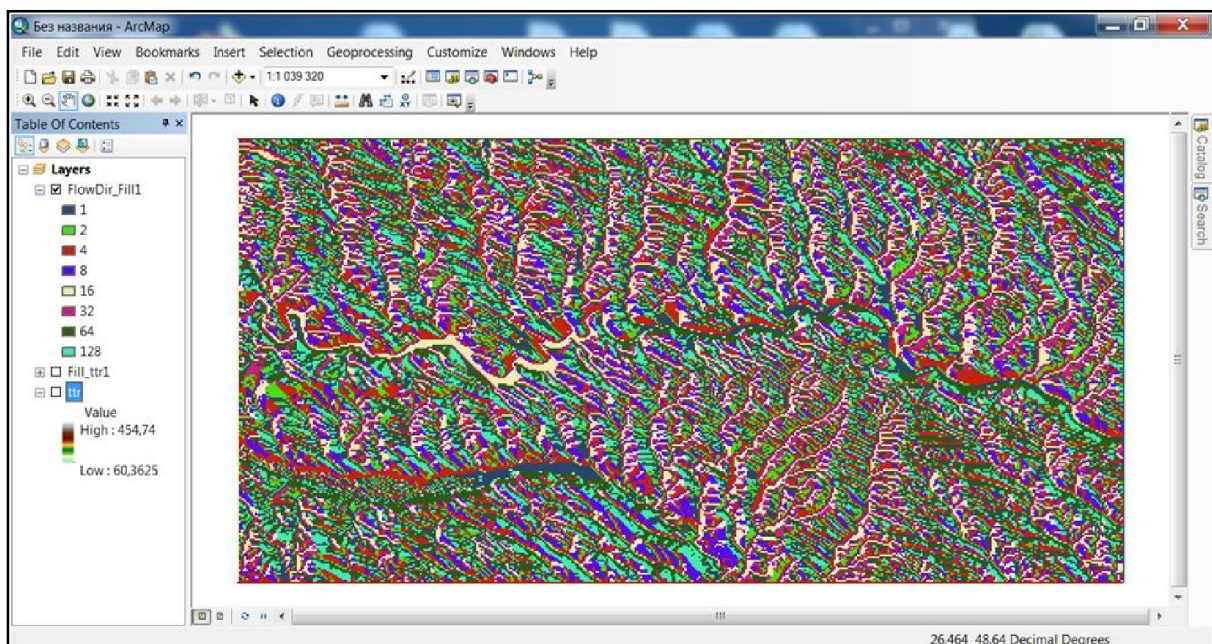 Без названия - ArcMap
File Edit View Bookmarks Insert Selection Geoprocessing Customize Windows Help
1:1 039 320
Table Of Contents
Layers
FlowDir_Fill1
1
2
4
8
16
32
64
128
Fill_ttr1
ttr
Value
High : 454,74
Low : 60,3625
Catalog
Search
26,464 48,64 Decimal Degrees